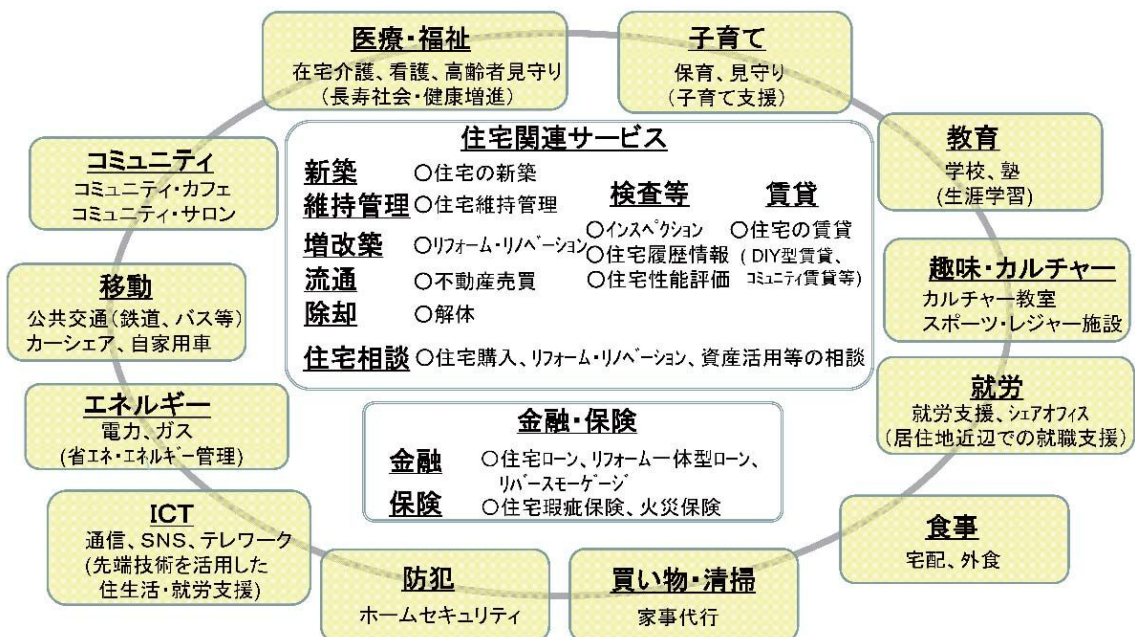 医療・福祉
在宅介護、看護、高齢者見守り
(長寿社会・健康増進)
子育て
保育、見守り
(子育て支援)
教育
学校、塾
(生涯学習)
趣味・カルチャー
カルチャー教室
スポーツ・レジャー施設
就労
就労支援、シェアオフィス
(居住地近辺での就職支援)
食事
宅配、外食
買い物・清掃
家事代行
防犯
ホームセキュリティ
ICT
通信、SNS、テレワーク
(先端技術を活用した
住生活・就労支援)
エネルギー
電力、ガス
(省エネ・エネルギー管理)
移動
公共交通(鉄道、バス等)
カーシェア、自家用車
コミュニティ
コミュニティ・カフェ
コミュニティ・サロン
住宅関連サービス
新築 ○住宅の新築
維持管理 ○住宅維持管理
増改築 ○リフォーム・リノベーション
流通 ○不動産売買
除却 ○解体
検査等
○インスペクション
○住宅履歴情報
○住宅性能評価
賃貸
○住宅の賃貸
(DIY型賃貸、
コミュニティ賃貸等)
住宅相談 ○住宅購入、リフォーム・リノベーション、資産活用等の相談
金融・保険
金融 ○住宅ローン、リフォーム一体型ローン、
リバースモーゲージ
保険 ○住宅瑕疵保険、火災保険